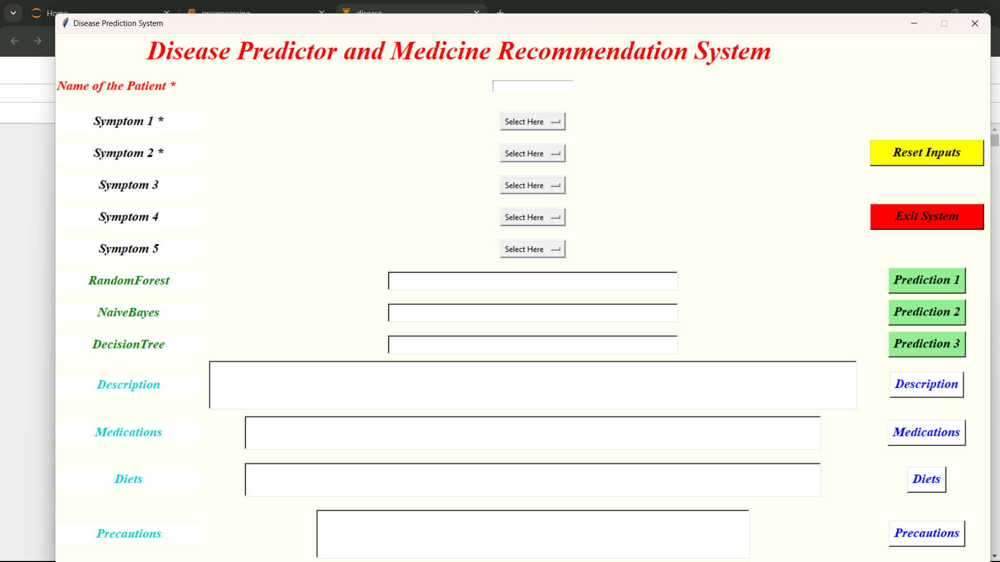 Home
preprocessing
disease
Disease Prediction System
Disease Predictor and Medicine Recommendation System
Name of the Patient *
Symptom 1 *
Select Here
Symptom 2 *
Select Here
Reset Inputs
Symptom 3
Select Here
Symptom 4
Select Here
Exit System
Symptom 5
Select Here
RandomForest
Prediction 1
NaiveBayes
Prediction 2
DecisionTree
Prediction 3
Description
Description
Medications
Medications
Diets
Diets
Precautions
Precautions